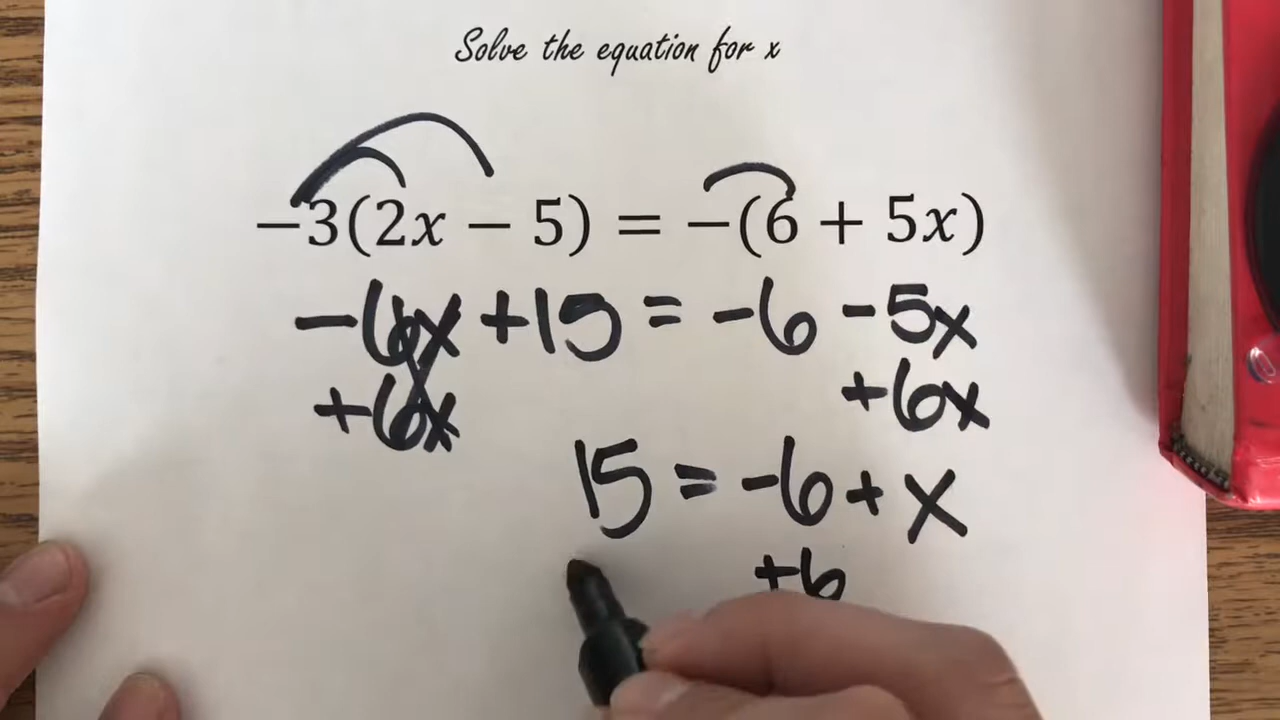 Solve the equation for x
−3(2x − 5) = −(6 + 5x)
-6x +15 = -6 -5x
+6x +6x
15 = -6 + x
+6